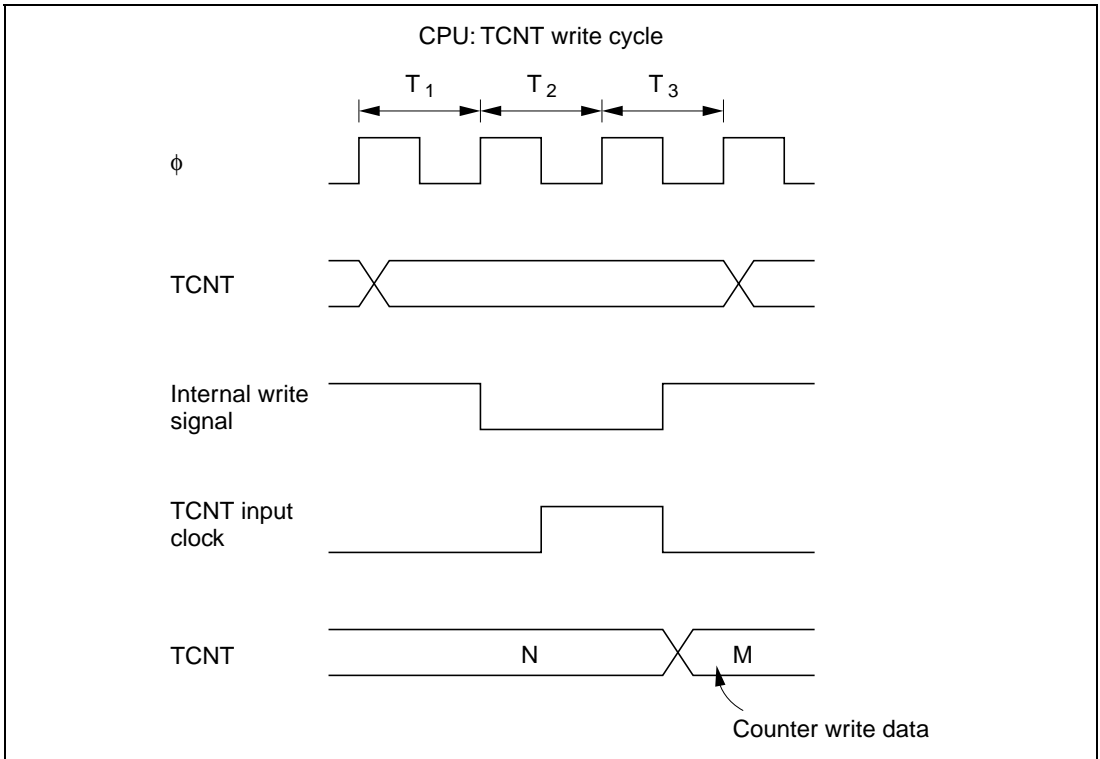 CPU: TCNT write cycle
T1 T2 T3
ϕ
TCNT
Internal write
signal
TCNT input
clock
TCNT
N M
Counter write data